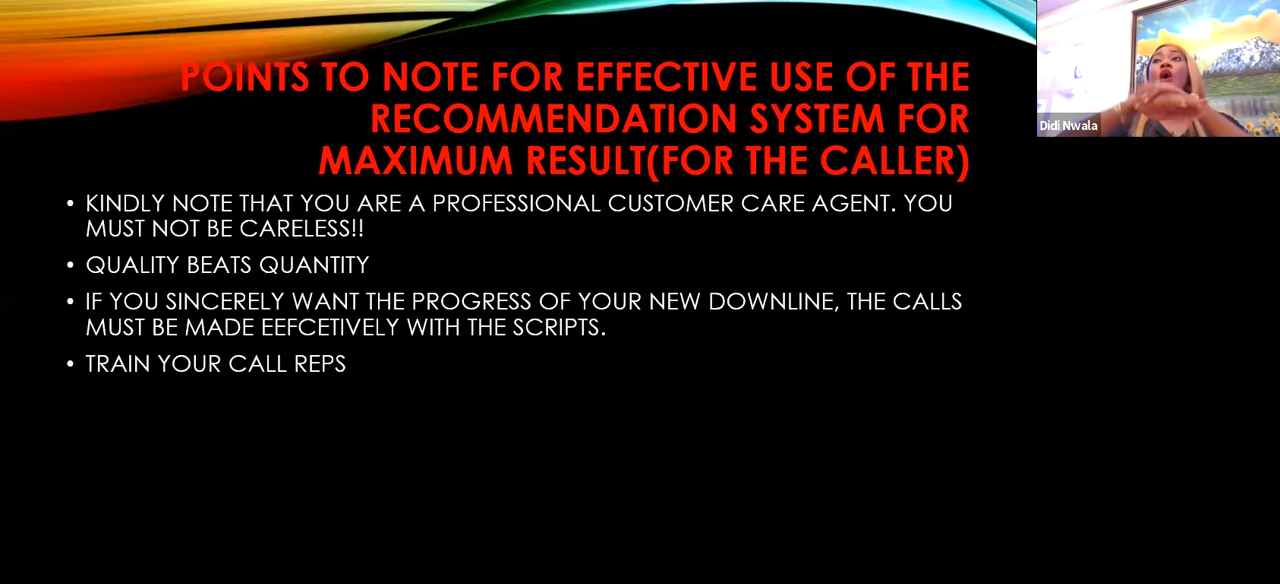 POINTS TO NOTE FOR EFFECTIVE USE OF THE
RECOMMENDATION SYSTEM FOR
MAXIMUM RESULT(FOR THE CALLER)
Didi Nwala
• KINDLY NOTE THAT YOU ARE A PROFESSIONAL CUSTOMER CARE AGENT. YOU
MUST NOT BE CARELESS!!
• QUALITY BEATS QUANTITY
• IF YOU SINCERELY WANT THE PROGRESS OF YOUR NEW DOWNLINE, THE CALLS
MUST BE MADE EEFCETIVELY WITH THE SCRIPTS.
• TRAIN YOUR CALL REPS